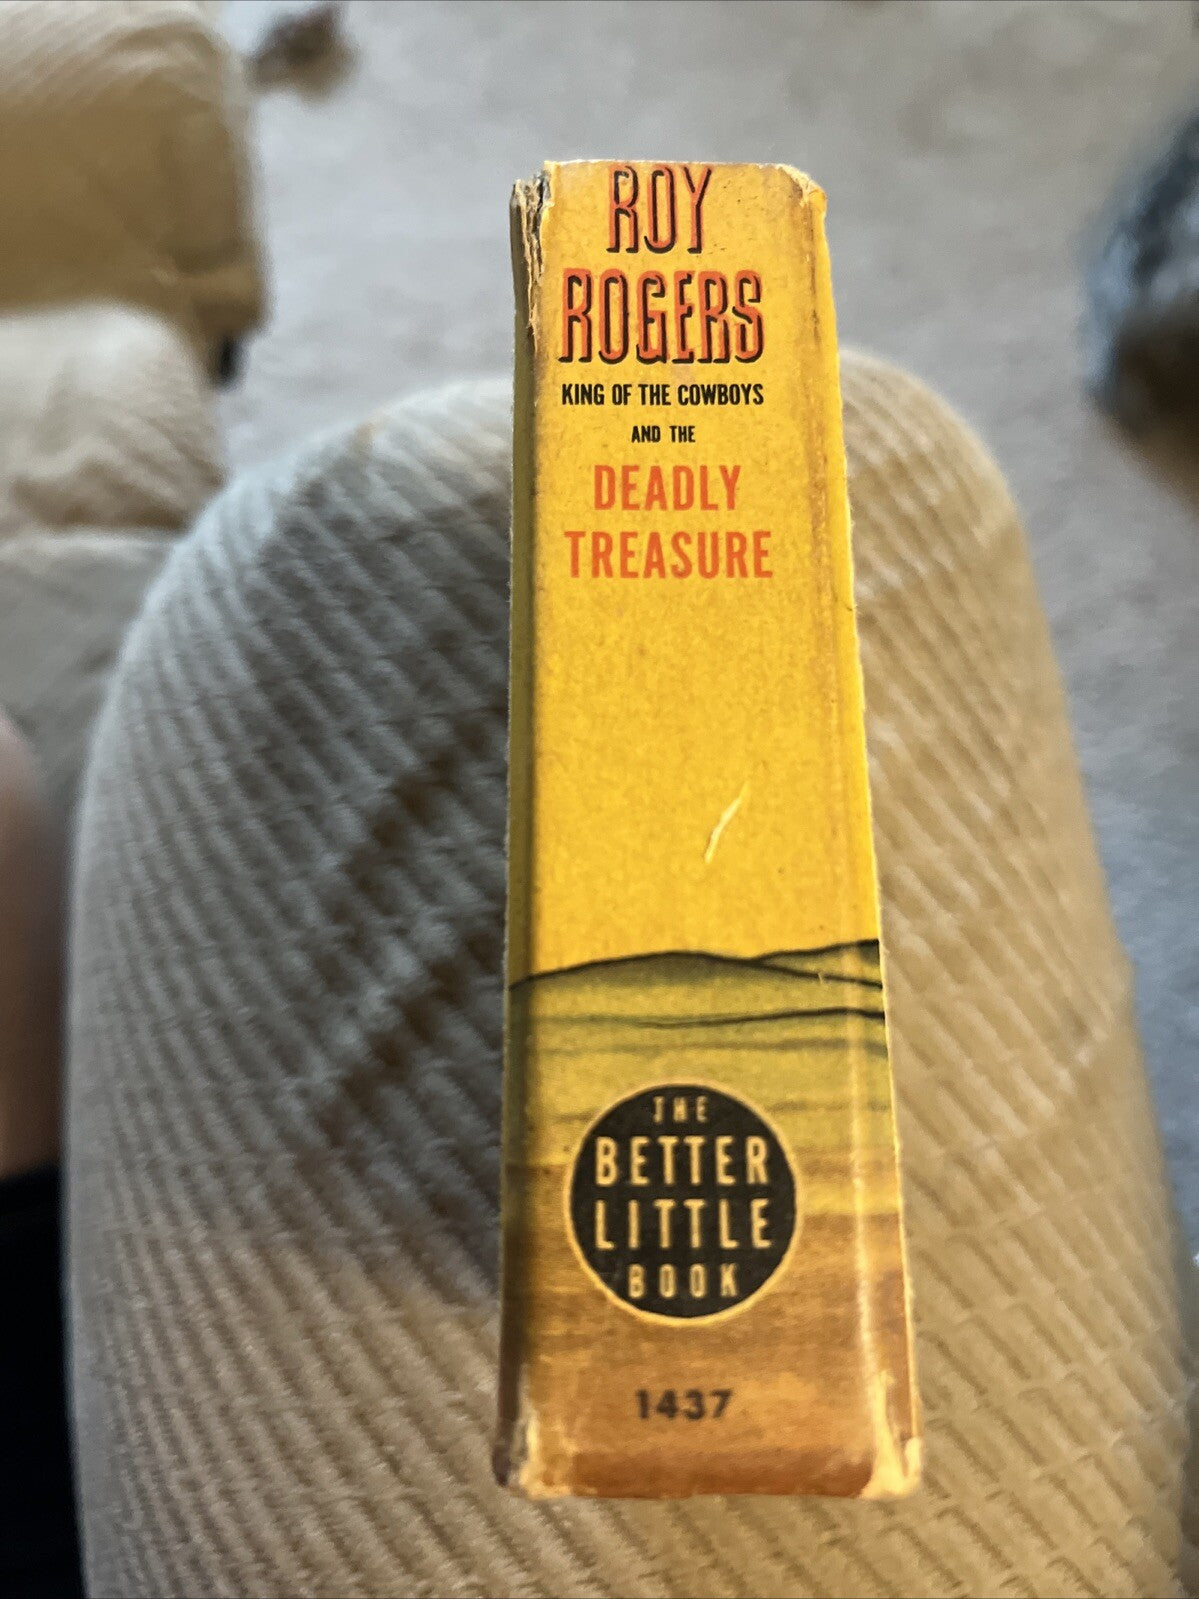 ROY
ROGERS
KING OF THE COWBOYS
AND THE
DEADLY
TREASURE
THE
BETTER
LITTLE
BOOK
1437